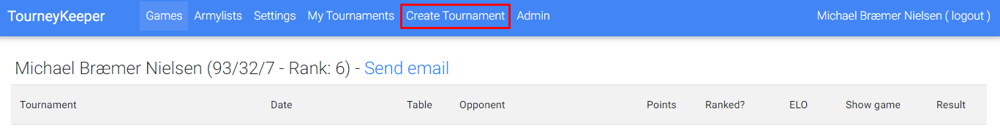 TourneyKeeper Games Armylists Settings My Tournaments Create Tournament Admin Michael Bræmer Nielsen ( logout )
Michael Bræmer Nielsen (93/32/7 - Rank: 6) - Send email
Tournament Date Table Opponent Points Ranked? ELO Show game Result